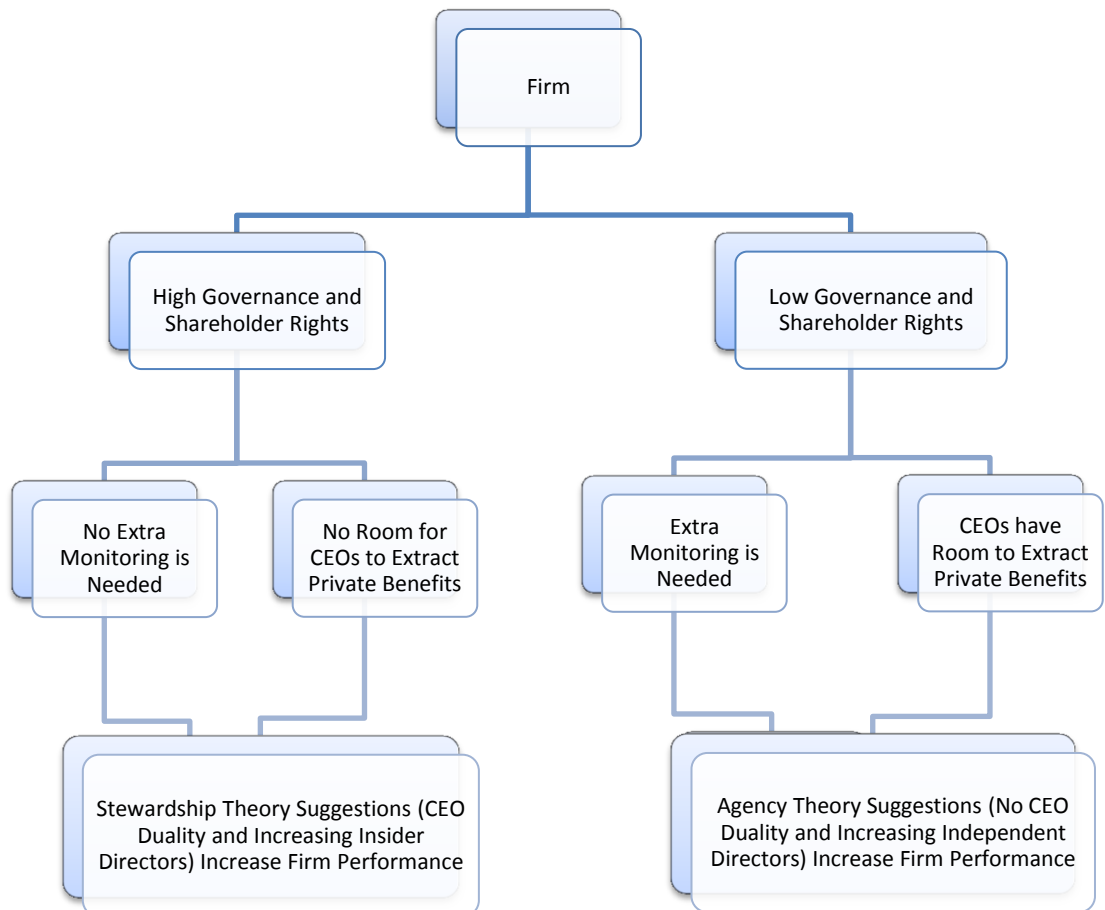 Firm
High Governance and
Shareholder Rights
Low Governance and
Shareholder Rights
No Extra
Monitoring is
Needed
No Room for
CEOs to Extract
Private Benefits
Extra
Monitoring is
Needed
CEOs have
Room to Extract
Private Benefits
Stewardship Theory Suggestions (CEO
Duality and Increasing Insider
Directors) Increase Firm Performance
Agency Theory Suggestions (No CEO
Duality and Increasing Independent
Directors) Increase Firm Performance